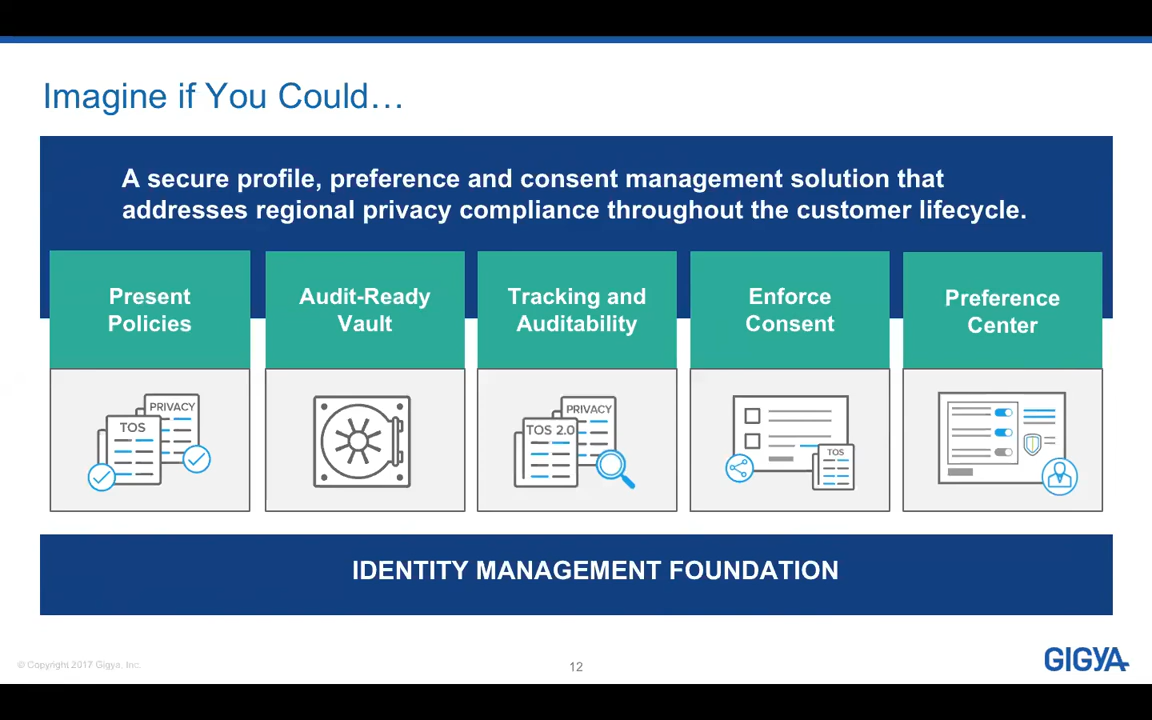 Imagine if You Could…
A secure profile, preference and consent management solution that
addresses regional privacy compliance throughout the customer lifecycle.
Present
Policies
Audit-Ready
Vault
Tracking and
Auditability
Enforce
Consent
Preference
Center
PRIVACY
TOS
PRIVACY
TOS 2.0
TOS
IDENTITY MANAGEMENT FOUNDATION
© Copyright 2017 Gigya, Inc.
12
GIGYA